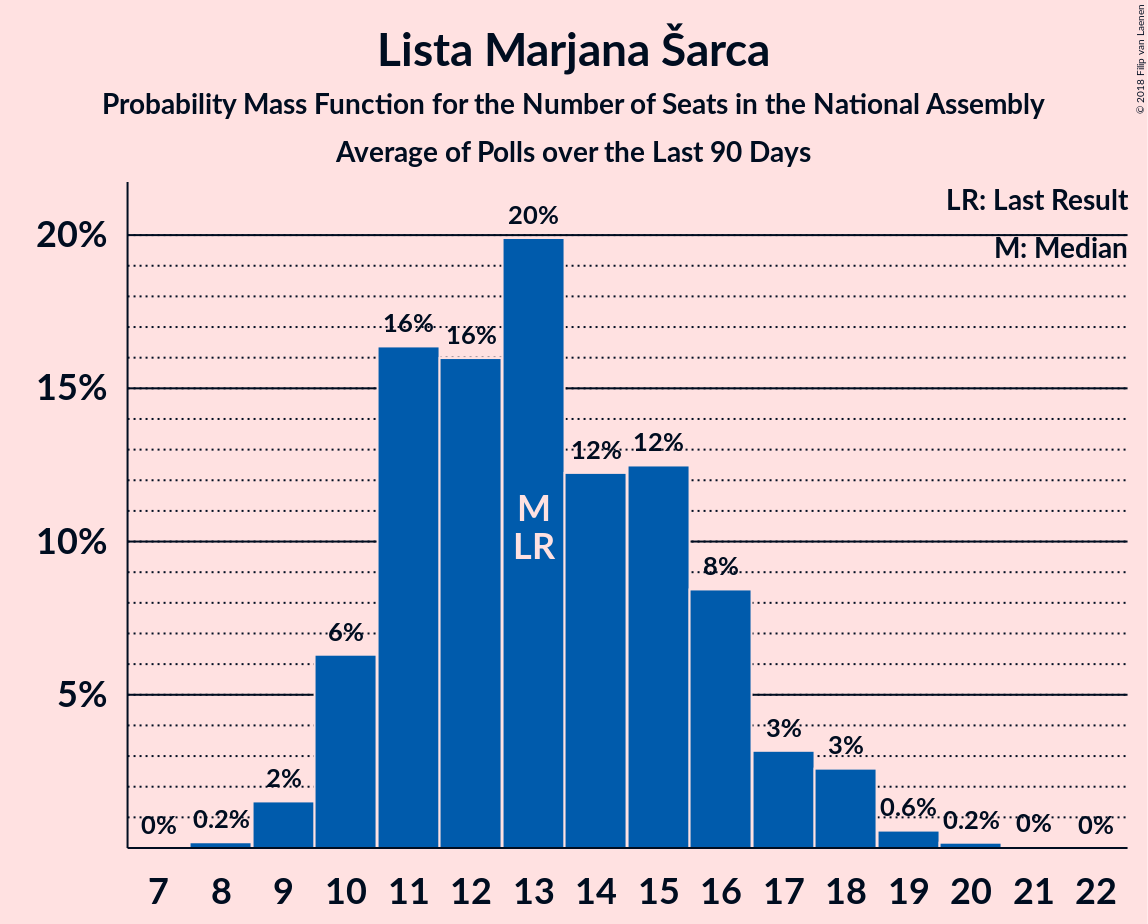 Lista Marjana Šarca
Probability Mass Function for the Number of Seats in the National Assembly
Average of Polls over the Last 90 Days
© 2018 Filip van Laenen
LR: Last Result
M: Median
20%
15%
10%
5%
0%
0.2%
2%
6%
16%
16%
20%
12%
12%
8%
3%
3%
0.6%
0.2%
0%
0%
M
LR
7 8 9 10 11 12 13 14 15 16 17 18 19 20 21 22